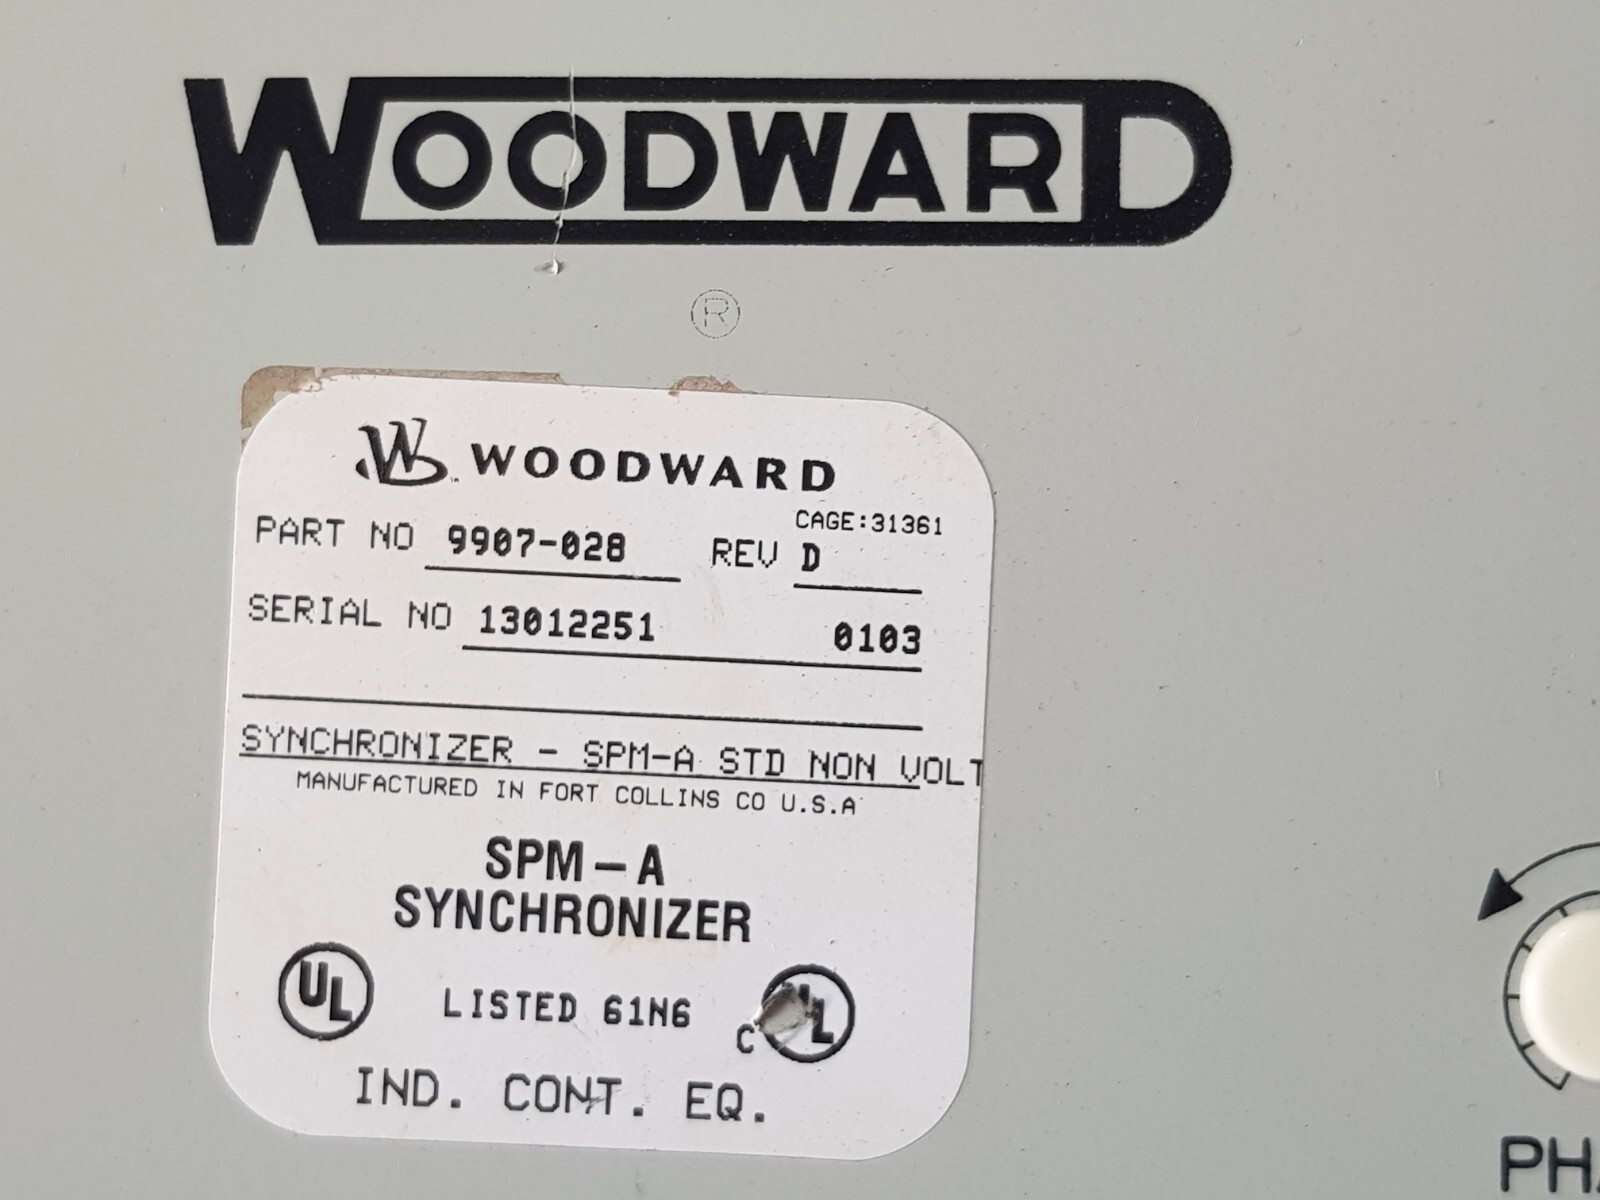 WOODWARD
®
WOODWARD
CAGE:31361
PART NO 9907-028 REV D
SERIAL NO 13012251 0103
SYNCHRONIZER - SPM-A STD NON VOLT
MANUFACTURED IN FORT COLLINS CO U.S.A
SPM-A
SYNCHRONIZER
UL LISTED 61N6 C UL
IND. CONT. EQ.